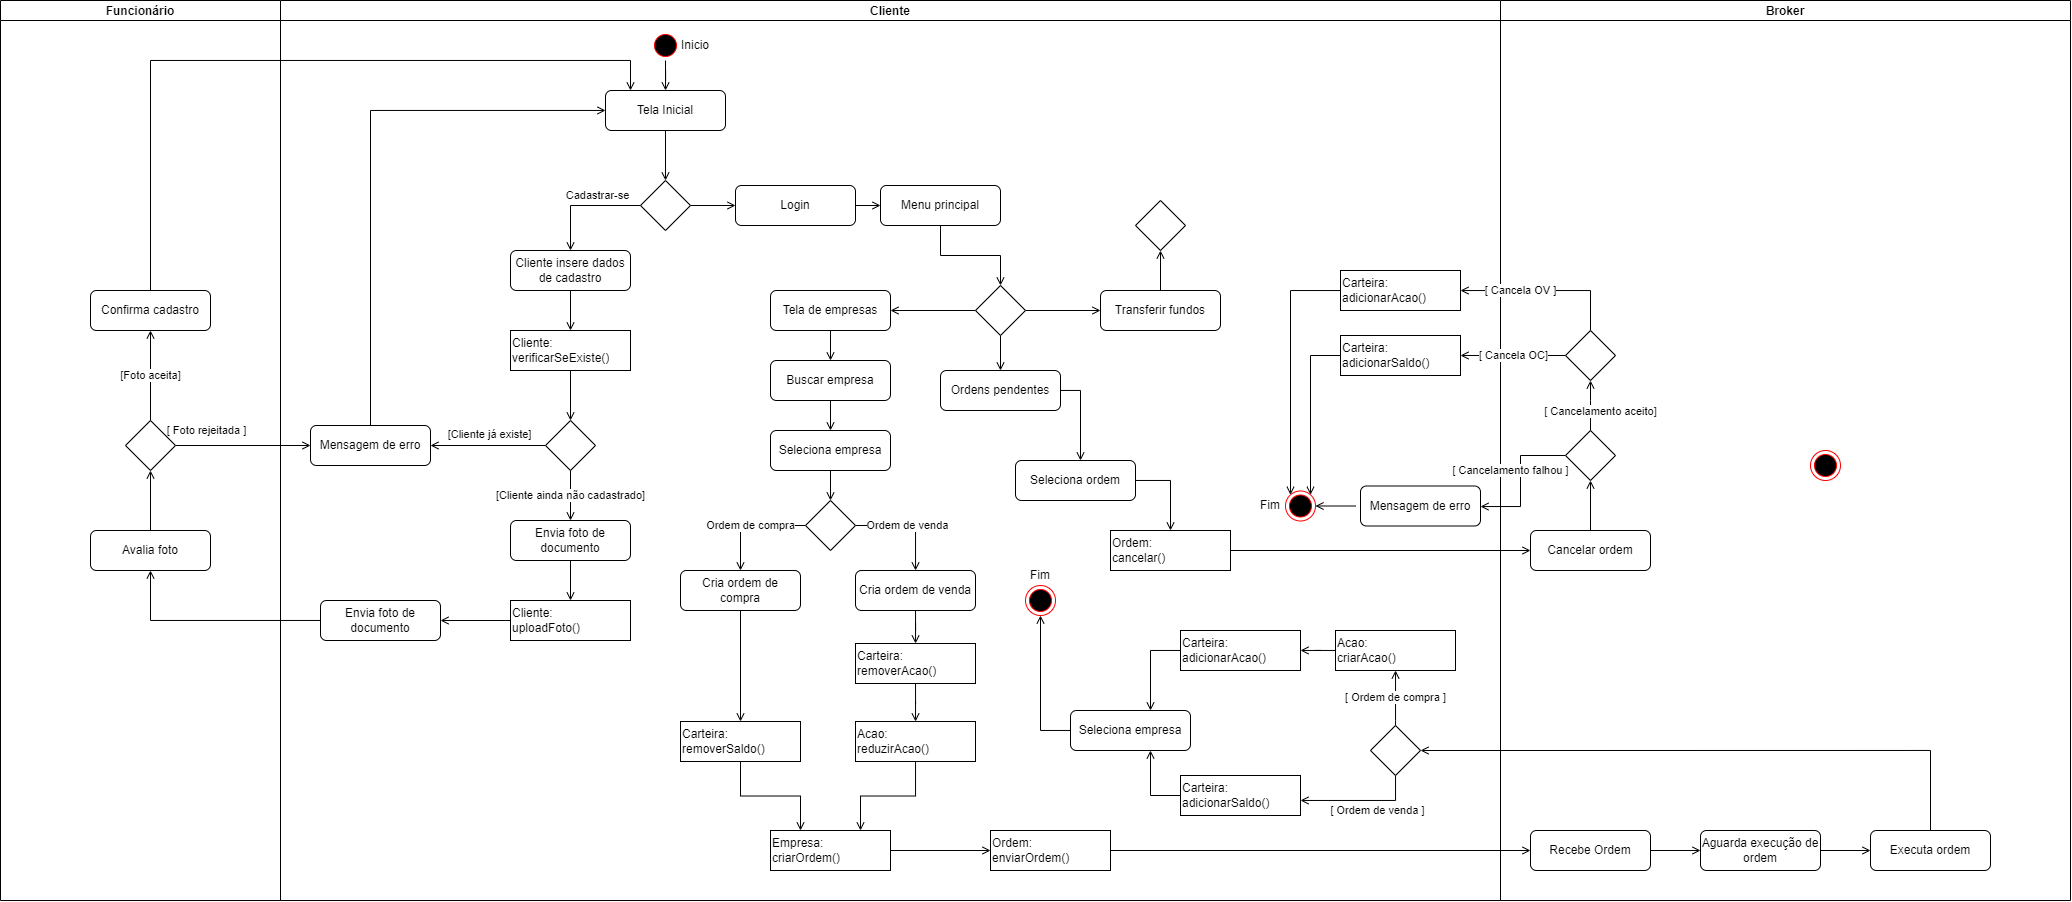 Funcionário
Cliente
Broker
Inicio
Tela Inicial
Cadastrar-se
Login
Menu principal
Cliente insere dados
de cadastro
Confirma cadastro
Tela de empresas
Transferir fundos
Carteira:
adicionarAcao()
[ Cancela OV ]
Cliente:
verificarSeExiste()
Carteira:
adicionarSaldo()
[ Cancela OC]
[Foto aceita]
Buscar empresa
Ordens pendentes
[ Cancelamento aceito]
[ Foto rejeitada ]
Mensagem de erro
[Cliente já existe]
Seleciona empresa
Seleciona ordem
[ Cancelamento falhou ]
[Cliente ainda não cadastrado]
Fim
Mensagem de erro
Ordem de compra
Ordem de venda
Avalia foto
Envia foto de
documento
Ordem:
cancelar()
Cancelar ordem
Cria ordem de
compra
Cria ordem de venda
Fim
Envia foto de
documento
Cliente:
uploadFoto()
Carteira:
removerAcao()
Carteira:
adicionarAcao()
Acao:
criarAcao()
[ Ordem de compra ]
Carteira:
removerSaldo()
Acao:
reduzirAcao()
Seleciona empresa
Carteira:
adicionarSaldo()
[ Ordem de venda ]
Empresa:
criarOrdem()
Ordem:
enviarOrdem()
Recebe Ordem
Aguarda execução de
ordem
Executa ordem